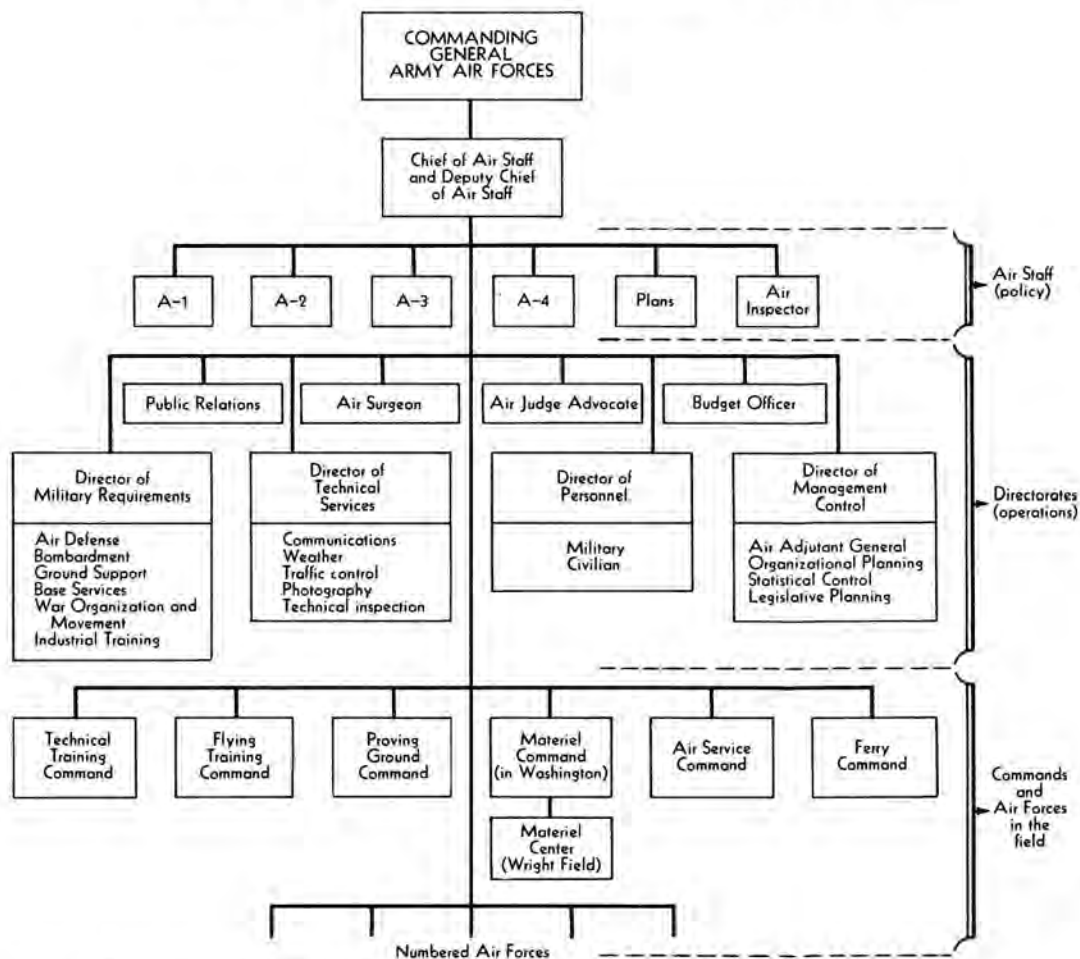 COMMANDING
GENERAL
ARMY AIR FORCES
Chief of Air Staff
and Deputy Chief
of Air Staff
A-1
A-2
A-3
A-4
Plans
Air
Inspector
Air Staff
(policy)
Public Relations
Air Surgeon
Air Judge Advocate
Budget Officer
Director of
Military Requirements
Air Defense
Bombardment
Ground Support
Base Services
War Organization and
Movement
Industrial Training
Director of
Technical
Services
Communications
Weather
Traffic control
Photography
Technical inspection
Director of
Personnel
Military
Civilian
Director of
Management
Control
Air Adjutant General
Organizational Planning
Statistical Control
Legislative Planning
Directorates
(operations)
Technical
Training
Command
Flying
Training
Command
Proving
Ground
Command
Materiel
Command
(in Washington)
Air Service
Command
Ferry
Command
Materiel
Center
(Wright Field)
Commands
and
Air Forces
in the
field
Numbered Air Forces